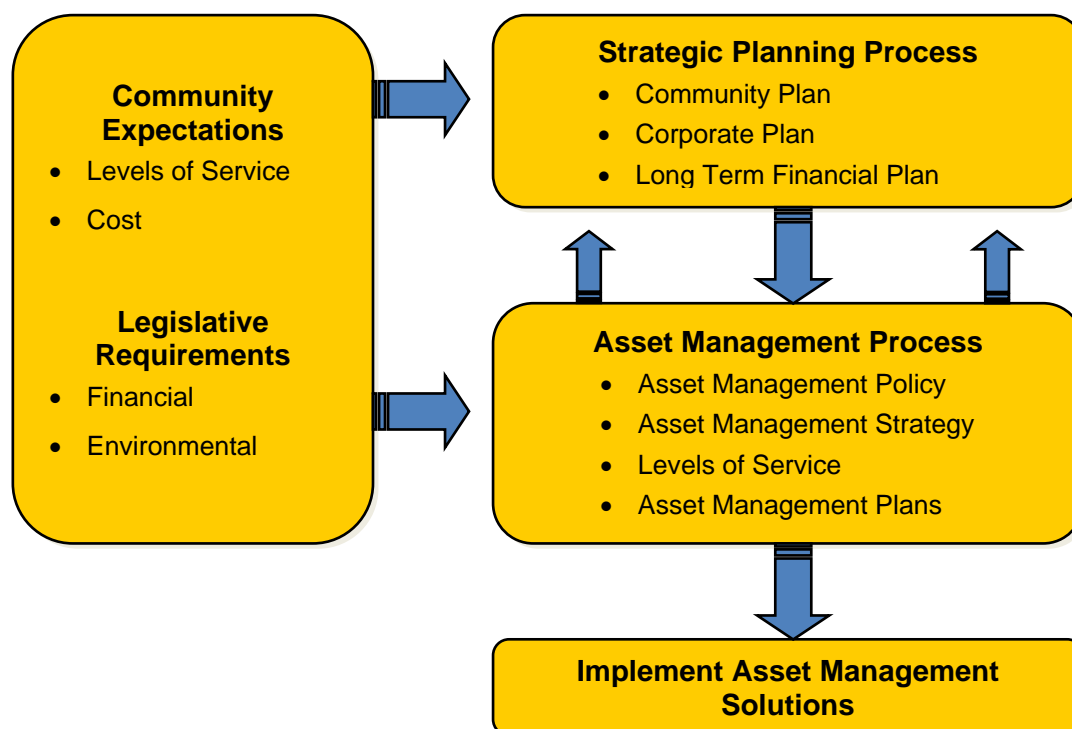 Community
Expectations
• Levels of Service
• Cost
Legislative
Requirements
• Financial
• Environmental
Strategic Planning Process
• Community Plan
• Corporate Plan
• Long Term Financial Plan
Asset Management Process
• Asset Management Policy
• Asset Management Strategy
• Levels of Service
• Asset Management Plans
Implement Asset Management
Solutions